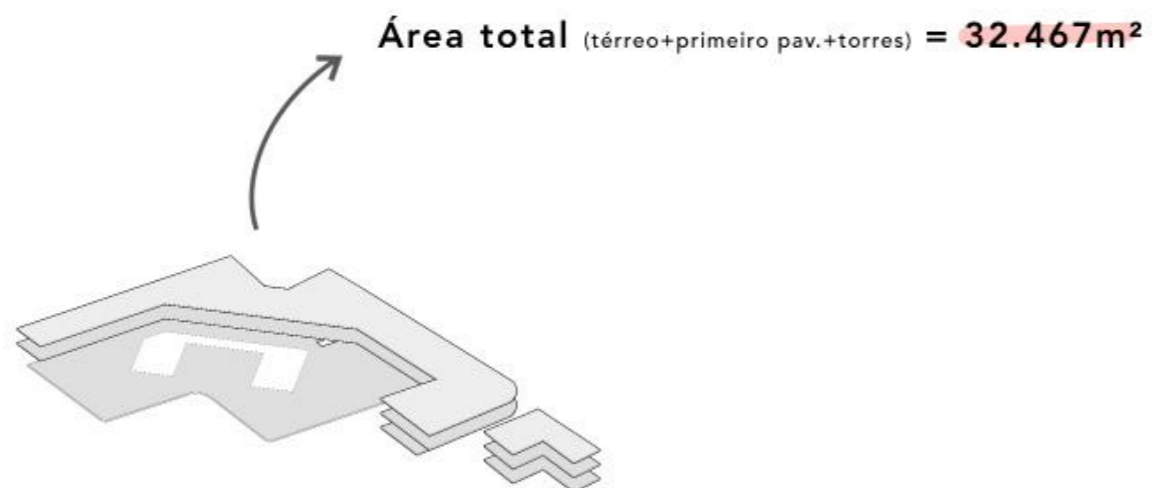 Área total (térreo+primeiro pav.+torres) = 32.467m²